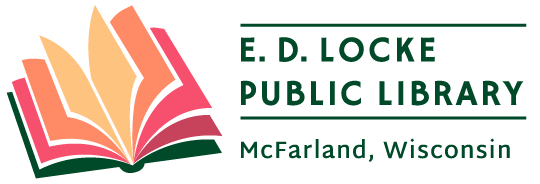 E. D. LOCKE
PUBLIC LIBRARY
McFarland, Wisconsin